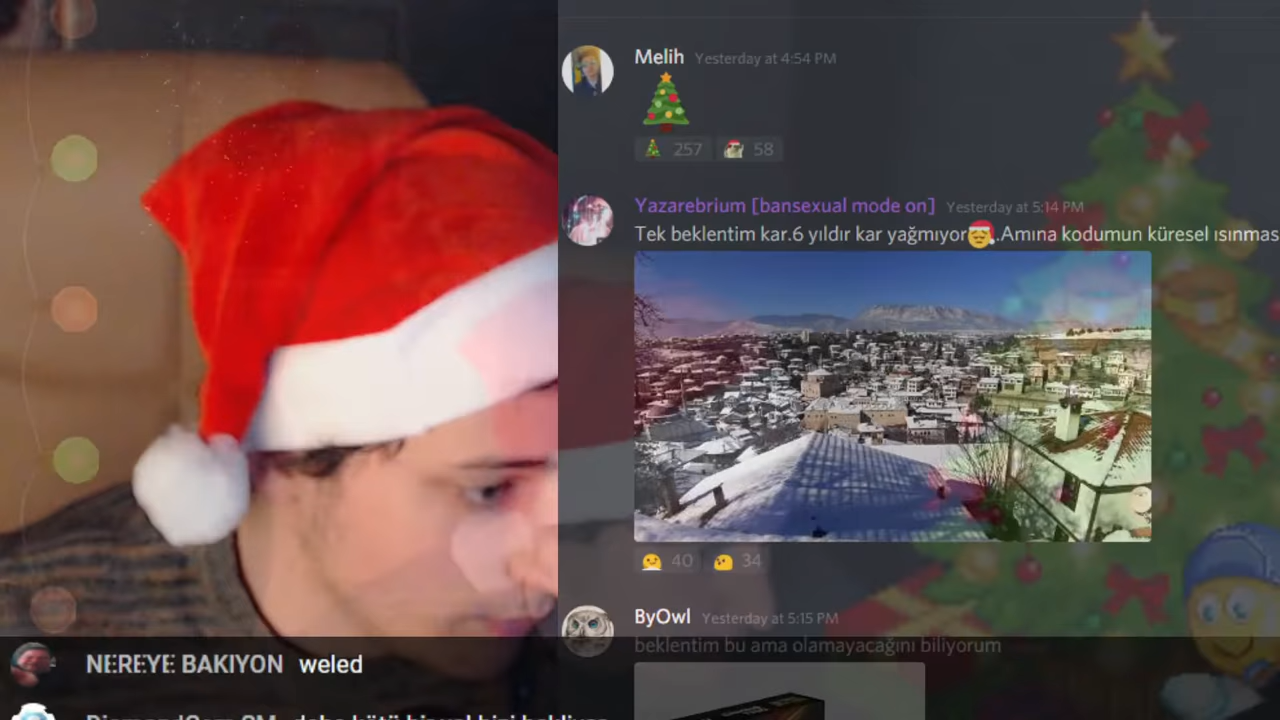 Melih Yesterday at 4:54 PM
257 58
Yazarebrium [bansexual mode on] Yesterday at 5:14 PM
Tek beklentim kar.6 yıldır kar yağmıyor .Amına kodumun küresel ısınmas
40 34
ByOwl Yesterday at 5:15 PM
beklentim bu ama olamayacağını biliyorum
NEREYE BAKIYON weled